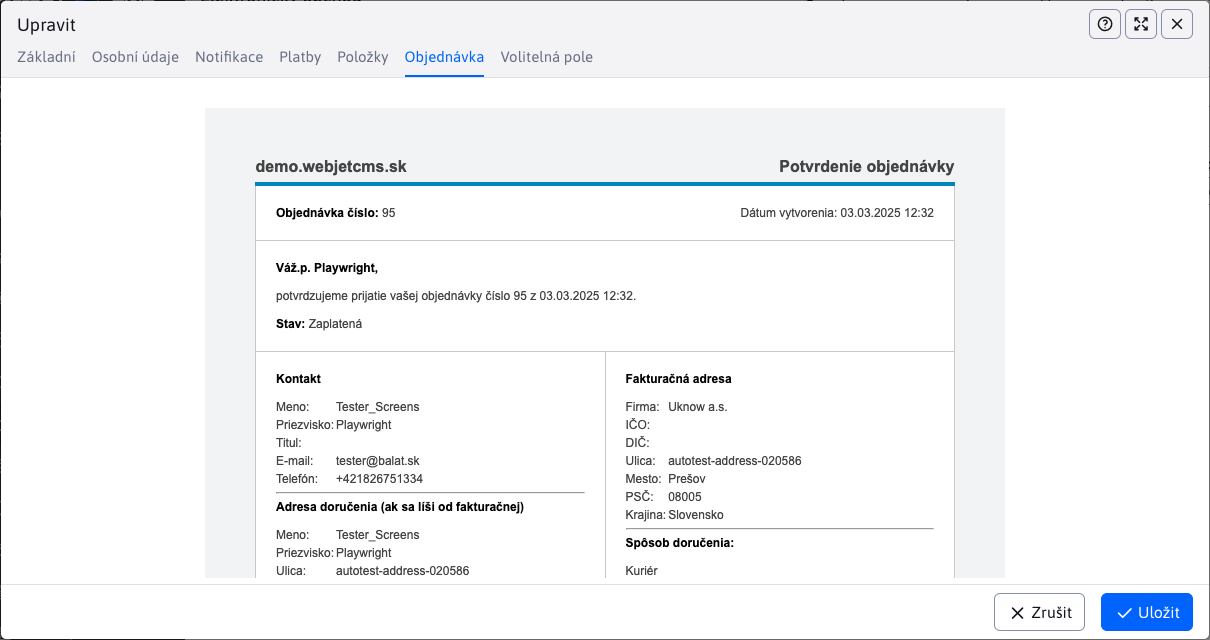 Upravit
Základní Osobní údaje Notifikace Platby Položky Objednávka Volitelná pole
demo.webjetcms.sk Potvrdenie objednávky
Objednávka číslo: 95 Dátum vytvorenia: 03.03.2025 12:32
Váž.p. Playwright,
potvrdzujeme prijatie vašej objednávky číslo 95 z 03.03.2025 12:32.
Stav: Zaplatená
Kontakt
Meno: Tester_Screens
Priezvisko: Playwright
Titul:
E-mail: tester@balat.sk
Telefón: +421826751334
Adresa doručenia (ak sa líši od fakturačnej)
Meno: Tester_Screens
Priezvisko: Playwright
Ulica: autotest-address-020586
Fakturačná adresa
Firma: Uknow a.s.
IČO:
DIČ:
Ulica: autotest-address-020586
Mesto: Prešov
PSČ: 08005
Krajina: Slovensko
Spôsob doručenia:
Kuriér
Zrušit Uložit